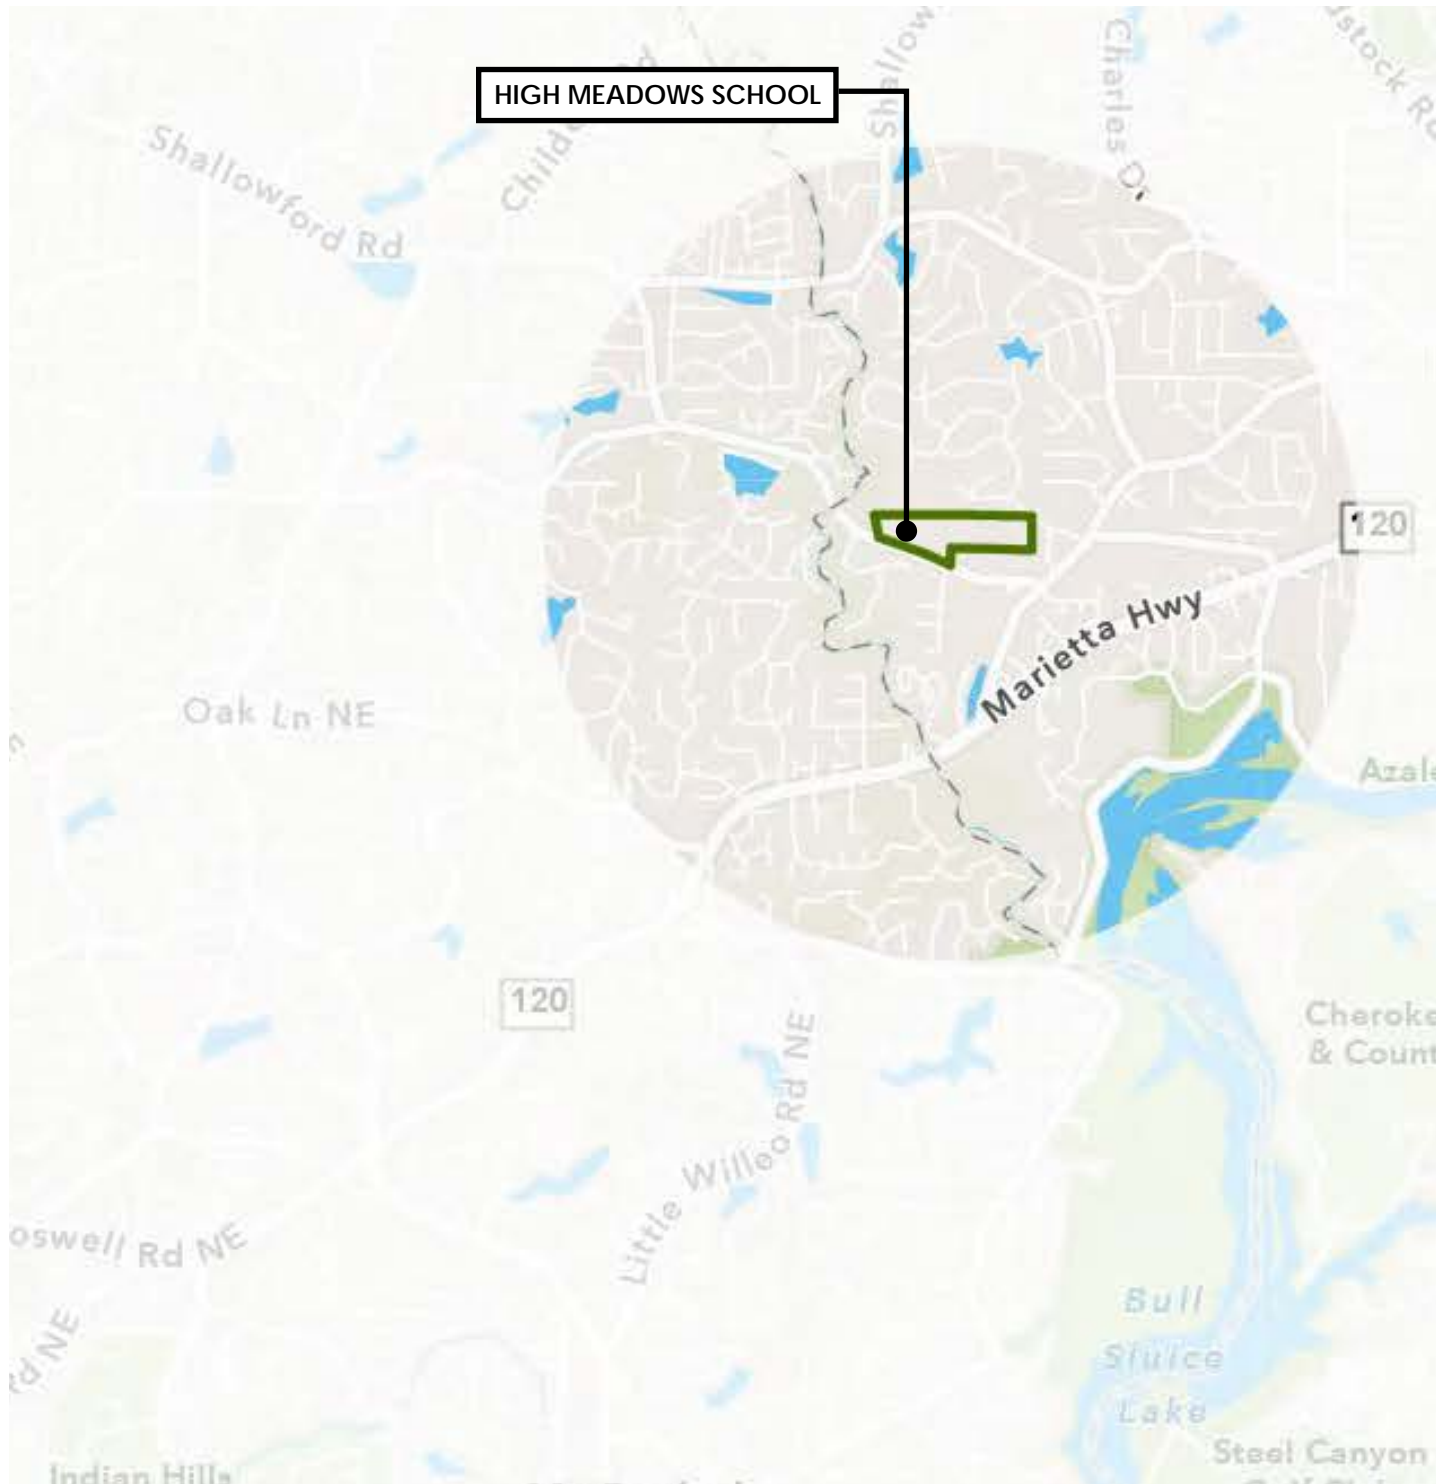 HIGH MEADOWS SCHOOL
Shallowford Rd
Charles Dr
120
Marietta Hwy
Oak Ln NE
120
Little Willeo Rd NE
Rd NE
Bull
Sluice
Lake
Steel Canyon
Indian Hills